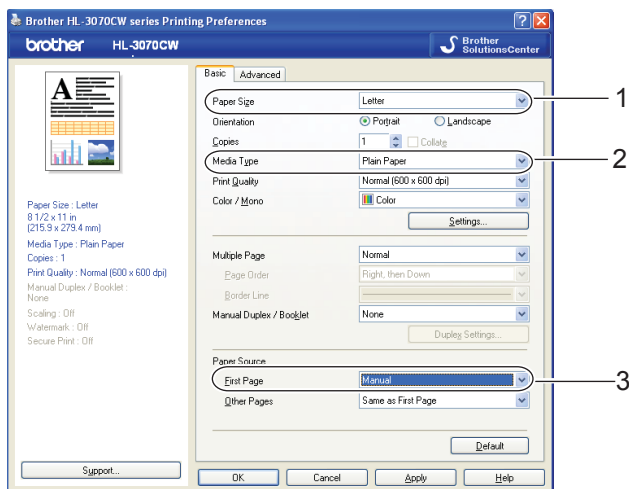 Brother HL-3070CW series Printing Preferences
brother HL-3070CW
Brother
SolutionsCenter
Basic Advanced
Paper Size Letter 1
Orientation Portrait Landscape
Copies 1 Collate
Media Type Plain Paper 2
Print Quality Normal (600 x 600 dpi)
Color / Mono Color
Settings...
Multiple Page Normal
Page Order Right, then Down
Border Line
Manual Duplex / Booklet None
Duplex Settings...
Paper Source
First Page Manual 3
Other Pages Same as First Page
Default
A
Paper Size : Letter
8 1/2 x 11 in
(215.9 x 279.4 mm)
Media Type : Plain Paper
Copies : 1
Print Quality : Normal (600 x 600 dpi)
Manual Duplex / Booklet :
None
Scaling : Off
Watermark : Off
Secure Print : Off
Support... OK Cancel Apply Help